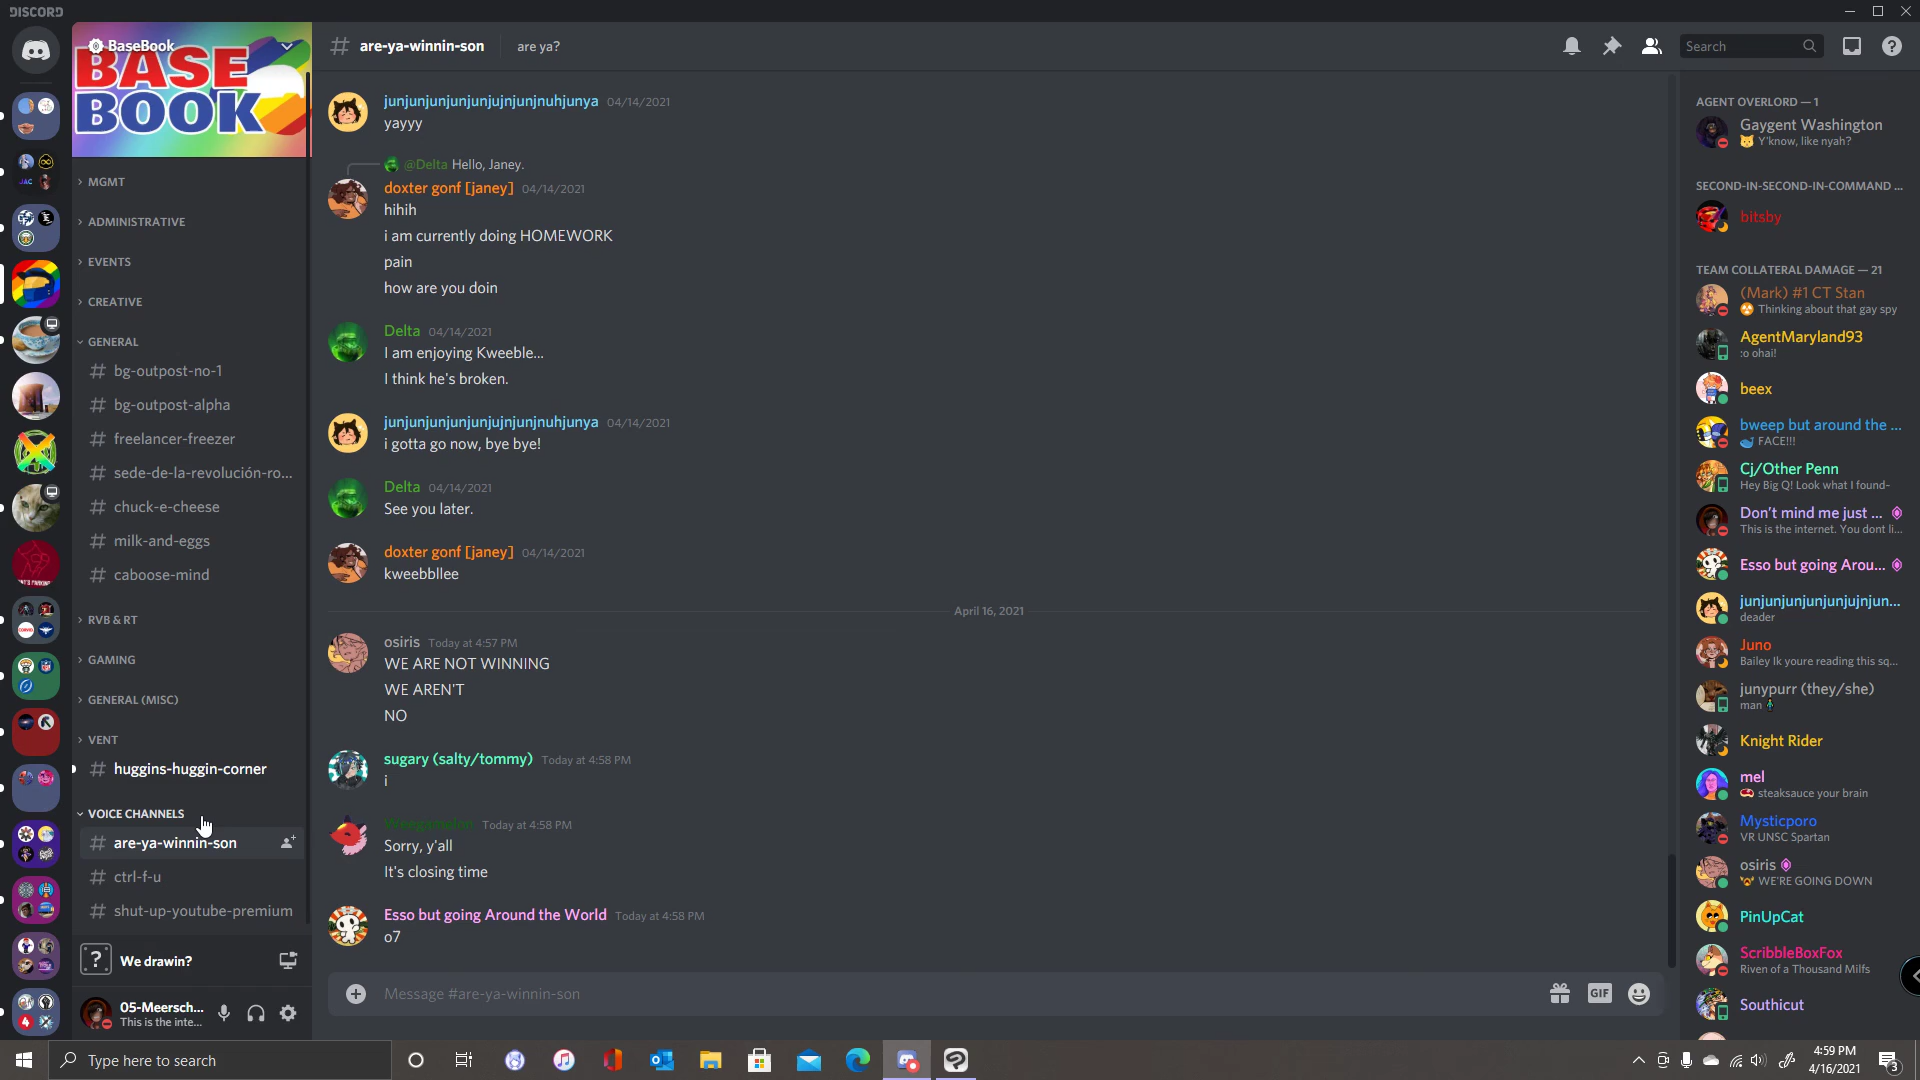 DISCORD
BaseBook
BASE
BOOK
MGMT
ADMINISTRATIVE
EVENTS
CREATIVE
GENERAL
bg-outpost-no-1
bg-outpost-alpha
freelancer-freezer
sede-de-la-revolución-ro...
chuck-e-cheese
milk-and-eggs
caboose-mind
RVB & RT
GAMING
GENERAL (MISC)
VENT
huggins-huggin-corner
VOICE CHANNELS
are-ya-winnin-son
ctrl-f-u
shut-up-youtube-premium
We drawin?
05-Meersch...
This is the inte...
# are-ya-winnin-son
are ya?
Search
junjunjunjunjunjujnjunjnuhjunya 04/14/2021
yayyy
@Delta Hello, Janey.
doxter gonf [janey] 04/14/2021
hihih
i am currently doing HOMEWORK
pain
how are you doin
Delta 04/14/2021
I am enjoying Kweeble...
I think he's broken.
junjunjunjunjunjujnjunjnuhjunya 04/14/2021
i gotta go now, bye bye!
Delta 04/14/2021
See you later.
doxter gonf [janey] 04/14/2021
kweebbllee
April 16, 2021
osiris Today at 4:57 PM
WE ARE NOT WINNING
WE AREN'T
NO
sugary (salty/tommy) Today at 4:58 PM
i
Today at 4:58 PM
Sorry, y'all
It's closing time
Esso but going Around the World Today at 4:58 PM
o7
Message #are-ya-winnin-son
GIF
AGENT OVERLORD — 1
Gaygent Washington
Y'know, like nyah?
SECOND-IN-SECOND-IN-COMMAND ...
bitsby
TEAM COLLATERAL DAMAGE — 21
(Mark) #1 CT Stan
Thinking about that gay spy
AgentMaryland93
:o ohai!
beex
bweep but around the ...
FACE!!!
Cj/Other Penn
Hey Big Q! Look what I found-
Don't mind me just ...
This is the internet. You dont li...
Esso but going Arou...
junjunjunjunjunjujnjun...
deader
Juno
Bailey Ik youre reading this sq...
junypurr (they/she)
man
Knight Rider
mel
steaksauce your brain
Mysticporo
VR UNSC Spartan
osiris
WE'RE GOING DOWN
PinUpCat
ScribbleBoxFox
Riven of a Thousand Milfs
Southicut
Type here to search
4:59 PM
4/16/2021
3